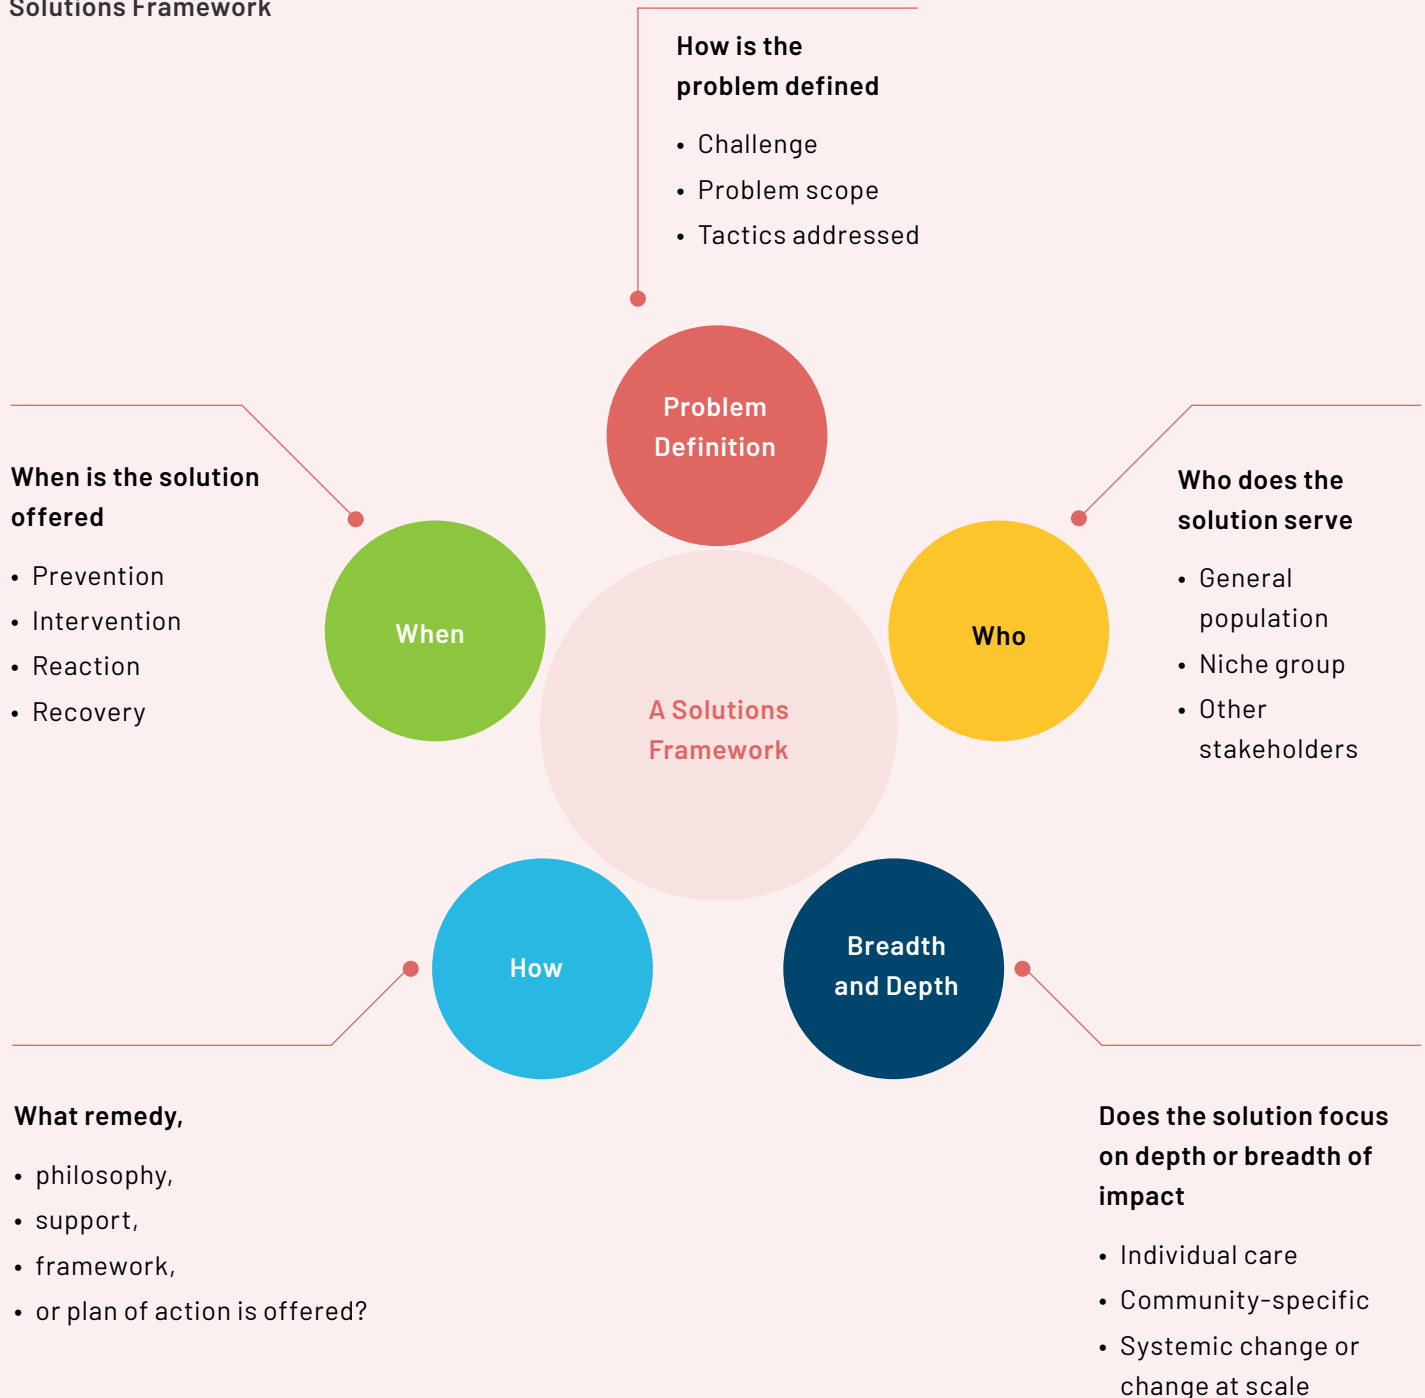 Solutions Framework
How is the
problem defined
• Challenge
• Problem scope
• Tactics addressed
Problem
Definition
When is the solution
offered
• Prevention
• Intervention
• Reaction
• Recovery
When
Who
Who does the
solution serve
• General
population
• Niche group
• Other
stakeholders
A Solutions
Framework
How
Breadth
and Depth
What remedy,
• philosophy,
• support,
• framework,
• or plan of action is offered?
Does the solution focus
on depth or breadth of
impact
• Individual care
• Community-specific
• Systemic change or
change at scale